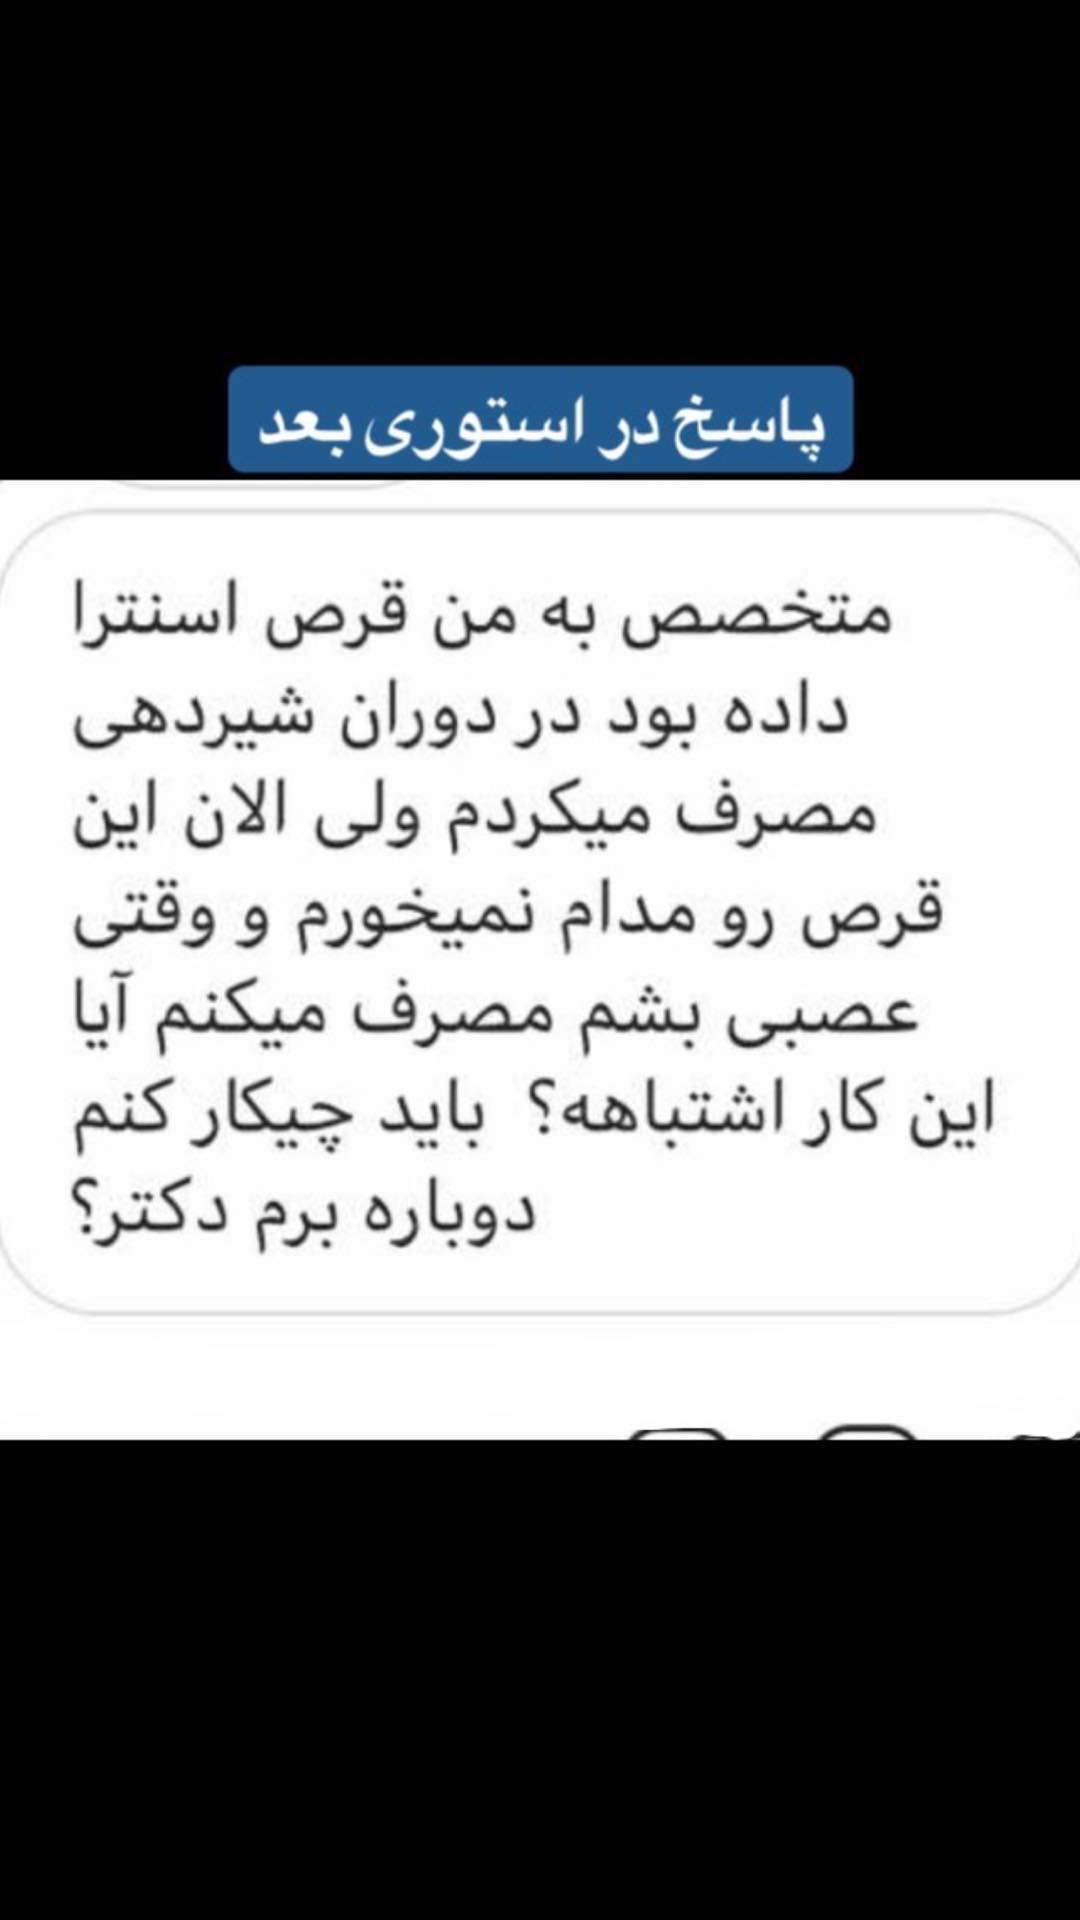 پاسخ در استوری بعد
متخصص به من قرص اسنترا
داده بود در دوران شیردهی
مصرف میکردم ولی الان این
قرص رو مدام نمیخورم و وقتی
عصبی بشم مصرف میکنم آیا
این کار اشتباهه؟ باید چیکار کنم
دوباره برم دکتر؟